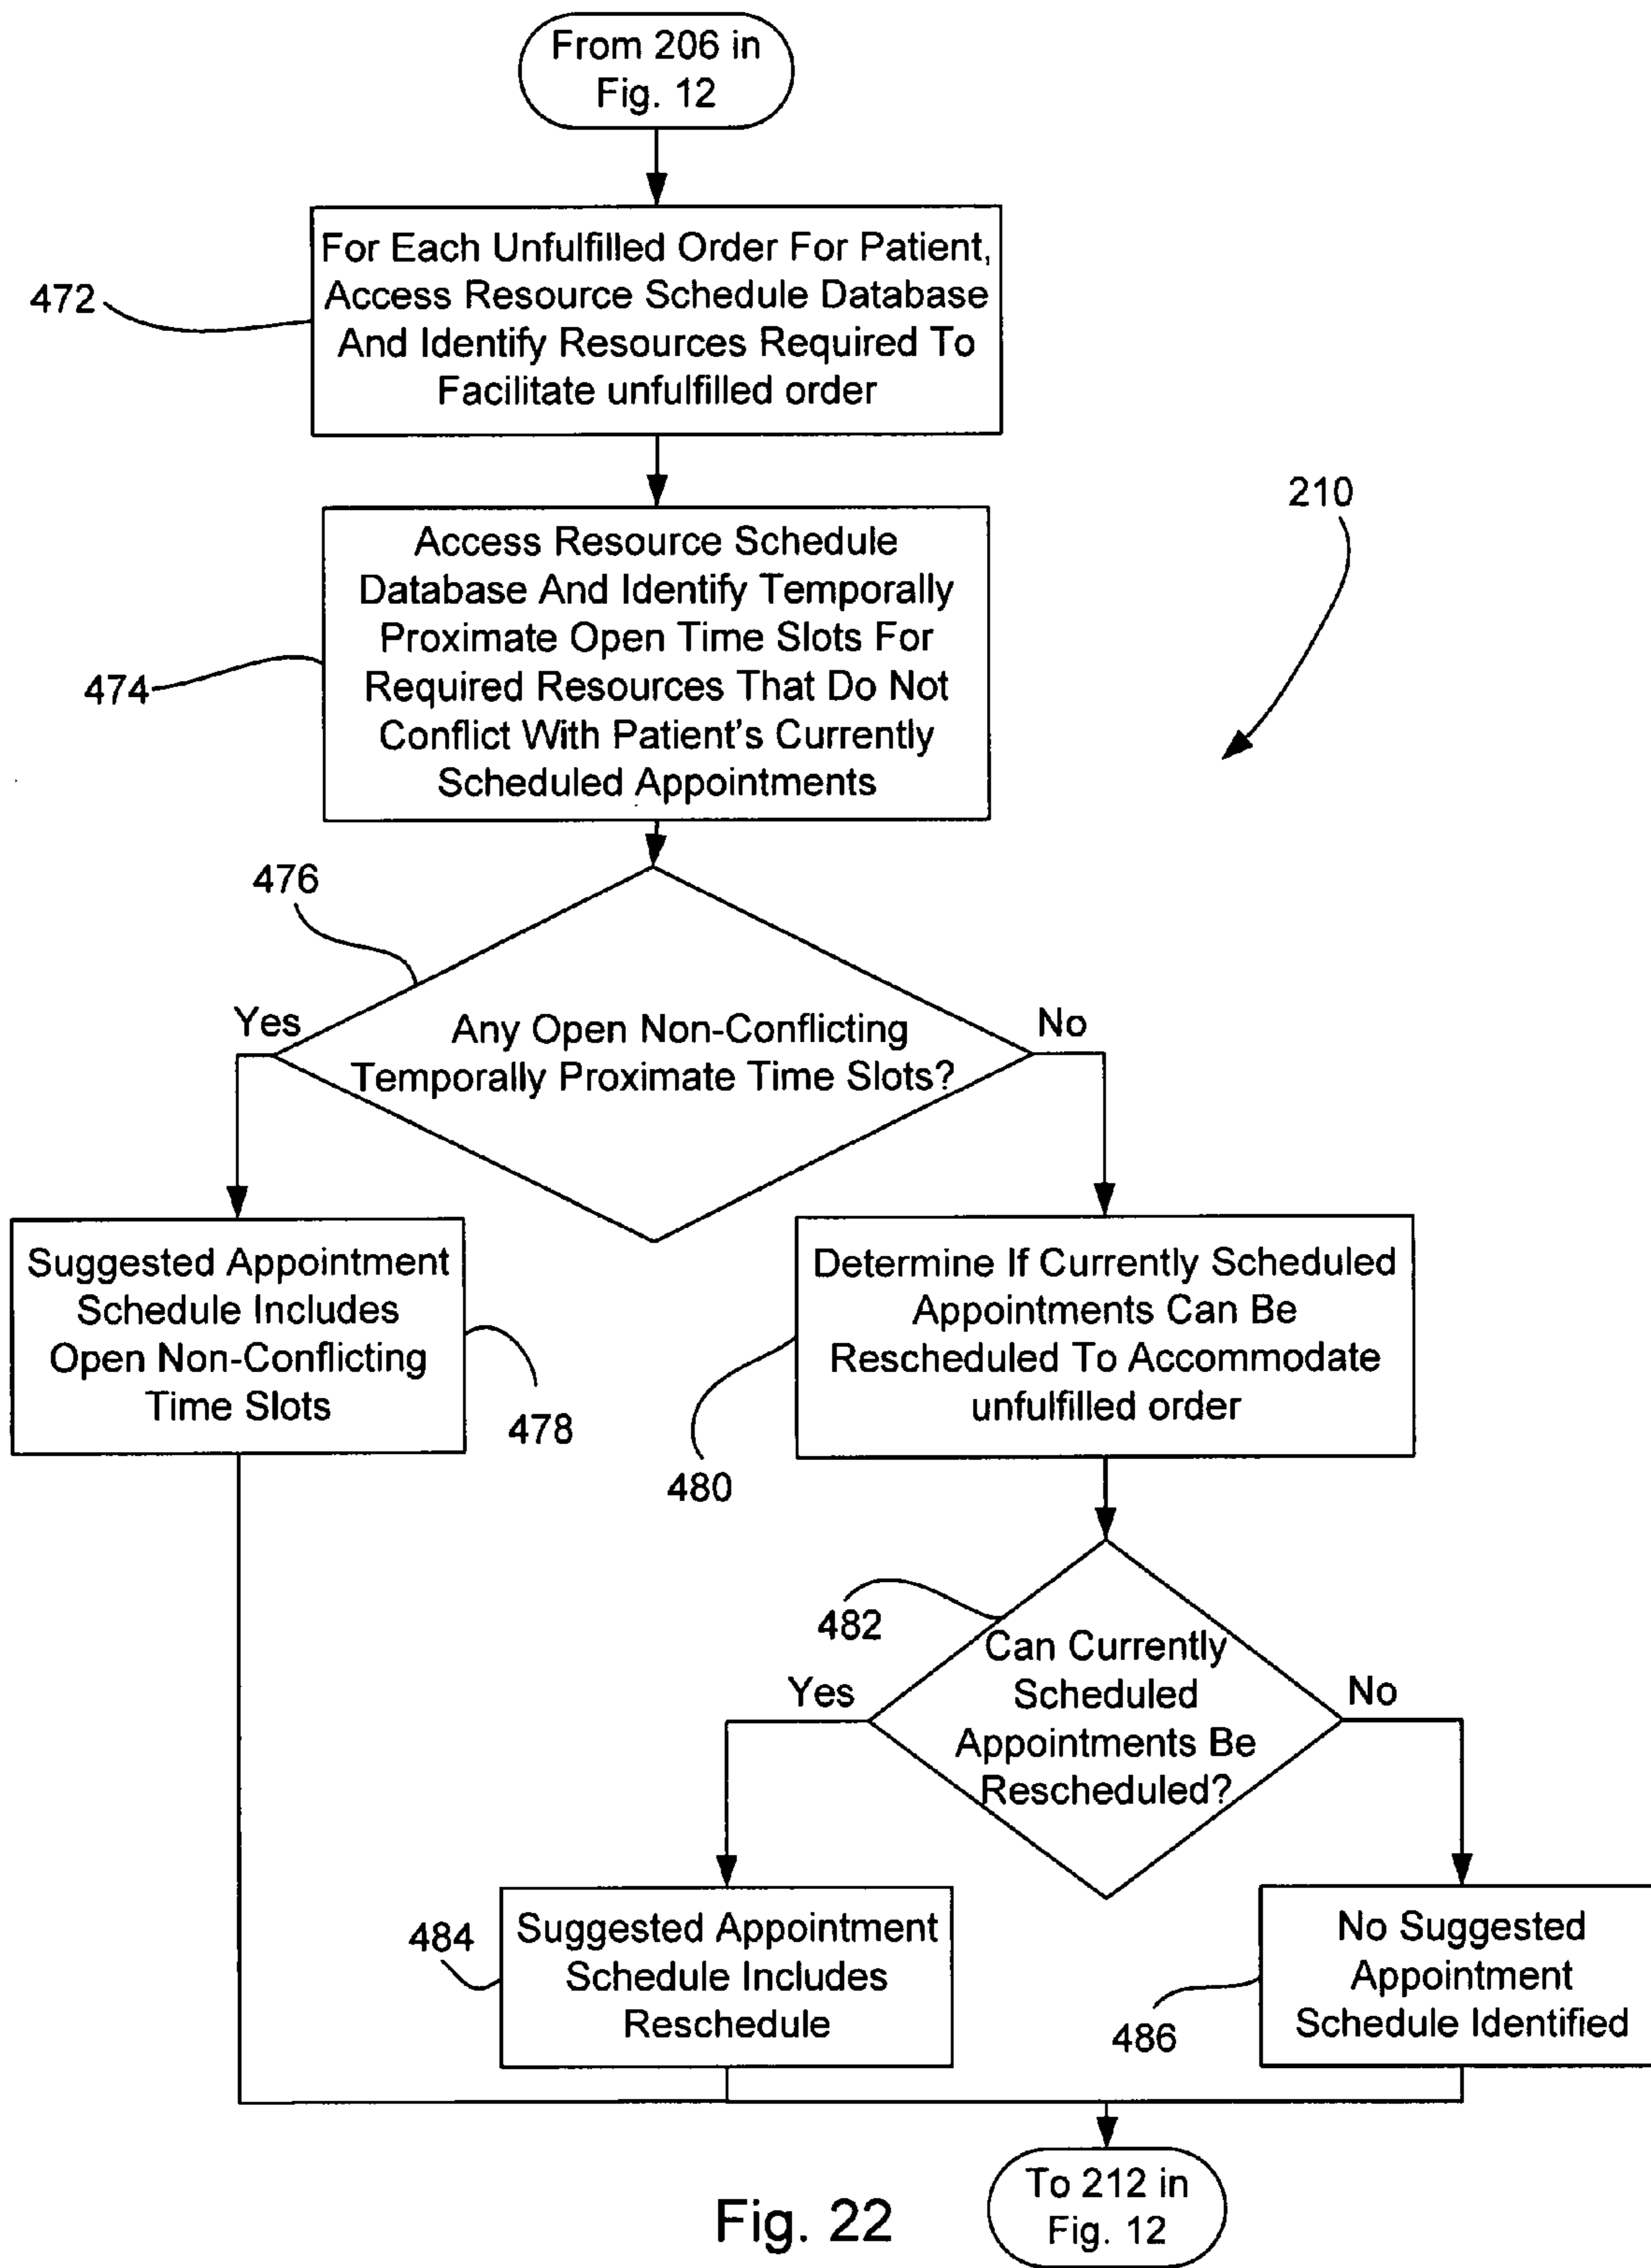 From 206 in
Fig. 12
For Each Unfulfilled Order For Patient,
Access Resource Schedule Database
And Identify Resources Required To
Facilitate unfulfilled order
472
210
Access Resource Schedule
Database And Identify Temporally
Proximate Open Time Slots For
Required Resources That Do Not
Conflict With Patient's Currently
Scheduled Appointments
474
476
Yes
Any Open Non-Conflicting
Temporally Proximate Time Slots?
No
Suggested Appointment
Schedule Includes
Open Non-Conflicting
Time Slots
478
Determine If Currently Scheduled
Appointments Can Be
Rescheduled To Accommodate
unfulfilled order
480
482
Can Currently
Scheduled
Appointments Be
Rescheduled?
Yes
No
484
Suggested Appointment
Schedule Includes
Reschedule
486
No Suggested
Appointment
Schedule Identified
To 212 in
Fig. 12
Fig. 22